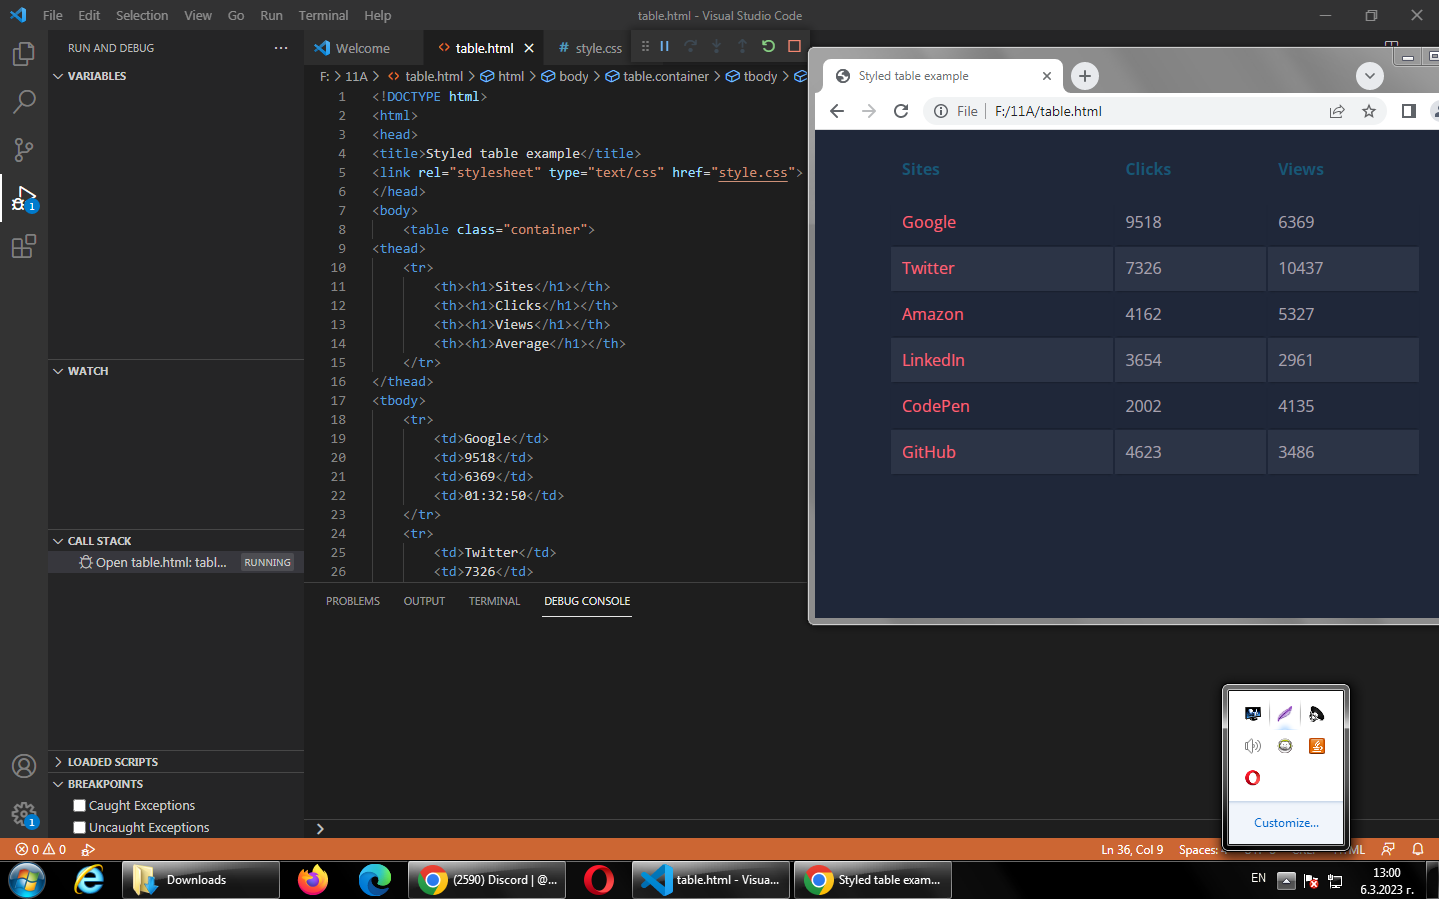 File Edit Selection View Go Run Terminal Help table.html - Visual Studio Code
RUN AND DEBUG
VARIABLES
WATCH
CALL STACK
Open table.html: tabl... RUNNING
LOADED SCRIPTS
BREAKPOINTS
Caught Exceptions
Uncaught Exceptions
1
1
Welcome table.html style.css
F: > 11A > table.html > html > body > table.container > tbody >
1 <!DOCTYPE html>
2 <html>
3 <head>
4 <title>Styled table example</title>
5 <link rel="stylesheet" type="text/css" href="style.css">
6 </head>
7 <body>
8 <table class="container">
9 <thead>
10 <tr>
11 <th><h1>Sites</h1></th>
12 <th><h1>Clicks</h1></th>
13 <th><h1>Views</h1></th>
14 <th><h1>Average</h1></th>
15 </tr>
16 </thead>
17 <tbody>
18 <tr>
19 <td>Google</td>
20 <td>9518</td>
21 <td>6369</td>
22 <td>01:32:50</td>
23 </tr>
24 <tr>
25 <td>Twitter</td>
26 <td>7326</td>
PROBLEMS OUTPUT TERMINAL DEBUG CONSOLE
Styled table example
File F:/11A/table.html
Sites Clicks Views
Google 9518 6369
Twitter 7326 10437
Amazon 4162 5327
LinkedIn 3654 2961
CodePen 2002 4135
GitHub 4623 3486
Customize...
0 0 Ln 36, Col 9 Spaces:
Downloads (2590) Discord | @... table.html - Visua... Styled table exam... EN 13:00
6.3.2023 г.